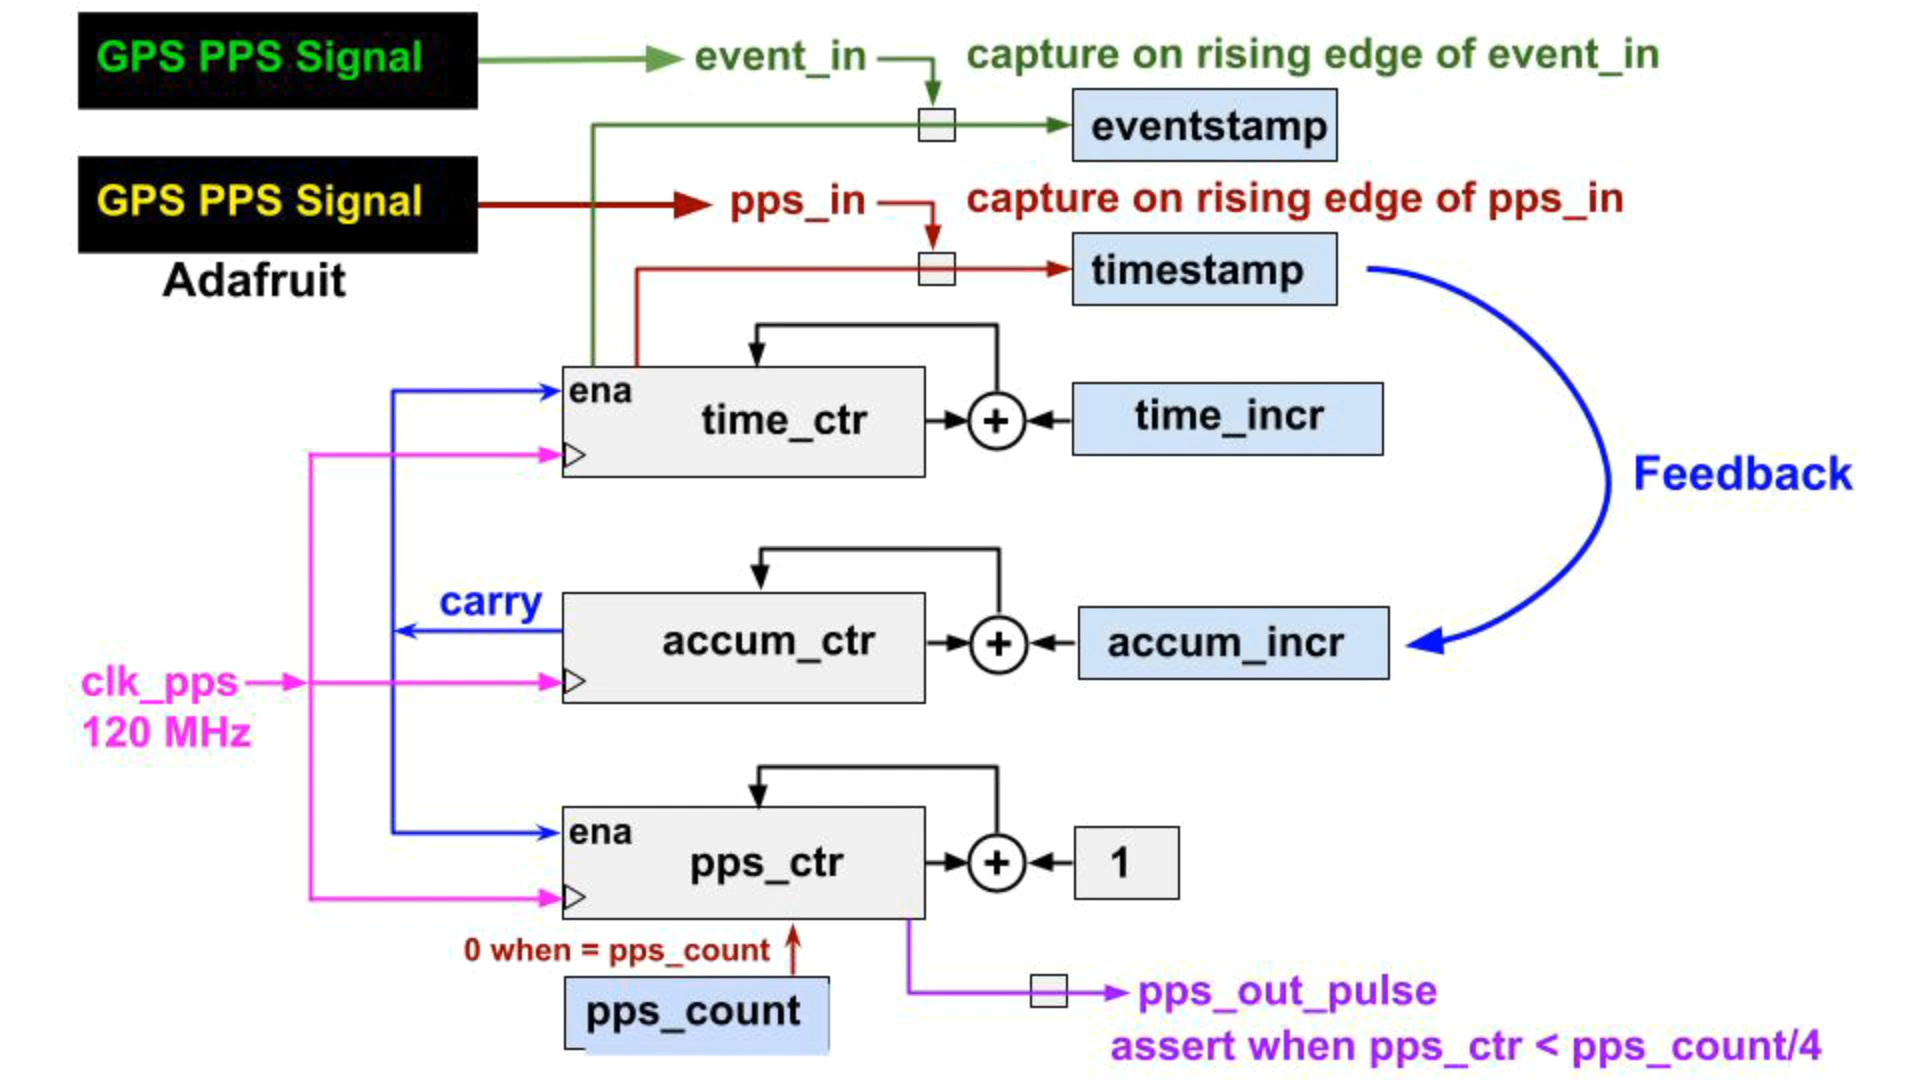 GPS PPS Signal
event_in
capture on rising edge of event_in
eventstamp
GPS PPS Signal
pps_in
capture on rising edge of pps_in
Adafruit
timestamp
ena
time_ctr
+
time_incr
Feedback
carry
accum_ctr
+
accum_incr
clk_pps
120 MHz
ena
pps_ctr
+
1
0 when = pps_count
pps_count
pps_out_pulse
assert when pps_ctr < pps_count/4